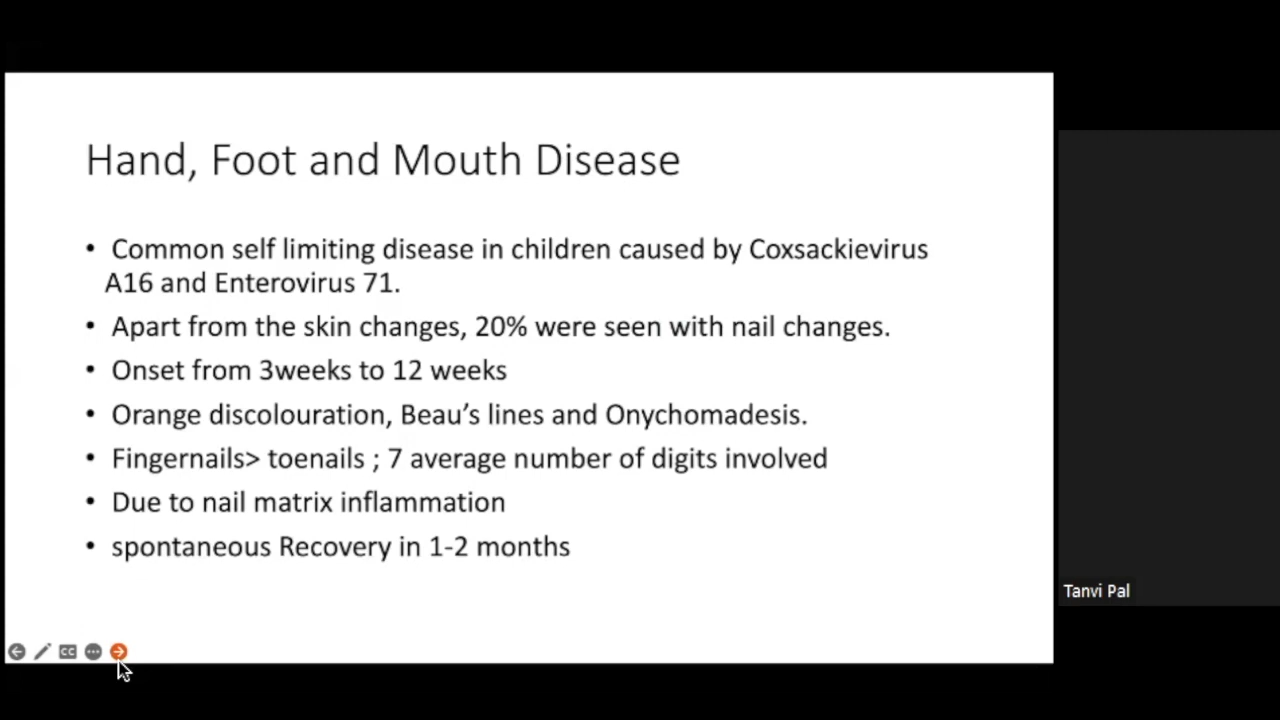 Hand, Foot and Mouth Disease
• Common self limiting disease in children caused by Coxsackievirus
A16 and Enterovirus 71.
• Apart from the skin changes, 20% were seen with nail changes.
• Onset from 3weeks to 12 weeks
• Orange discolouration, Beau’s lines and Onychomadesis.
• Fingernails> toenails ; 7 average number of digits involved
• Due to nail matrix inflammation
• spontaneous Recovery in 1-2 months
CC
Tanvi Pal